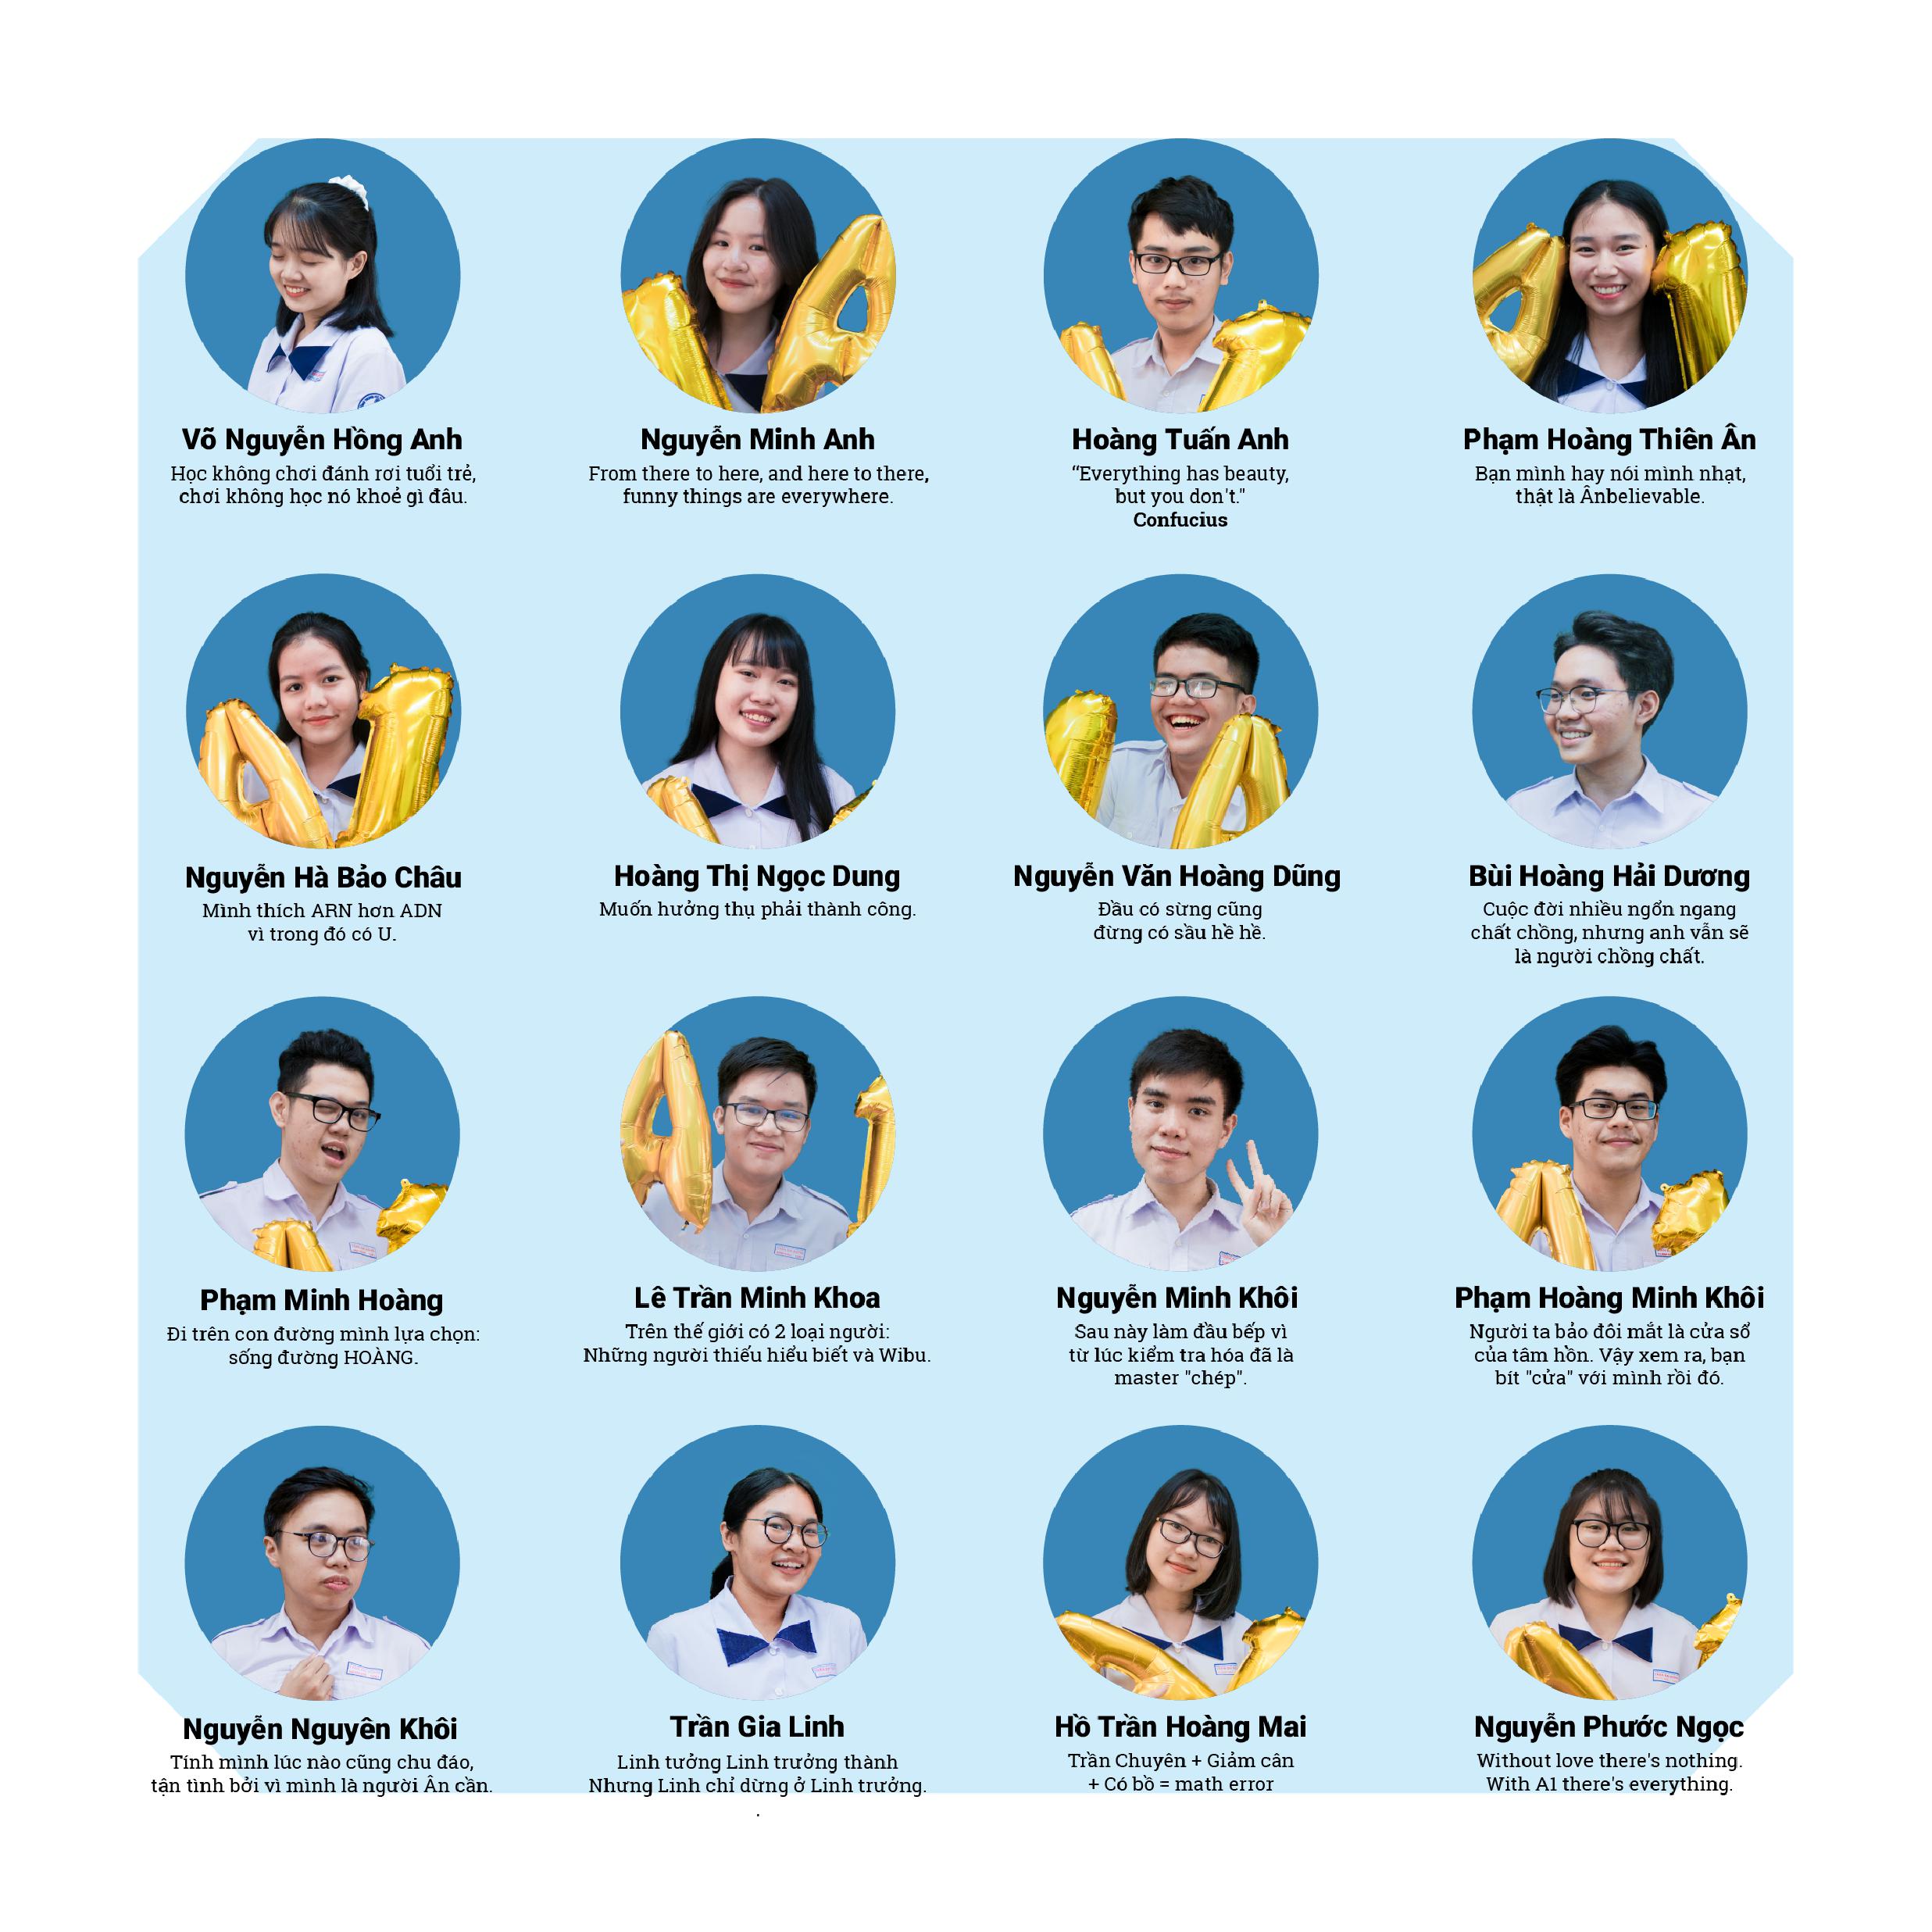 Võ Nguyễn Hồng Anh
Học không chơi đánh rơi tuổi trẻ,
chơi không học nó khoẻ gì đâu.
Nguyễn Minh Anh
From there to here, and here to there,
funny things are everywhere.
Hoàng Tuấn Anh
“Everything has beauty,
but you don't."
Confucius
Phạm Hoàng Thiên Ân
Bạn mình hay nói mình nhạt,
thật là Ânbelievable.
Nguyễn Hà Bảo Châu
Mình thích ARN hơn ADN
vì trong đó có U.
Hoàng Thị Ngọc Dung
Muốn hưởng thụ phải thành công.
Nguyễn Văn Hoàng Dũng
Đầu có sừng cũng
đừng có sầu hề hề.
Bùi Hoàng Hải Dương
Cuộc đời nhiều ngổn ngang
chất chồng, nhưng anh vẫn sẽ
là người chồng chất.
Phạm Minh Hoàng
Đi trên con đường mình lựa chọn:
sống đường HOÀNG.
Lê Trần Minh Khoa
Trên thế giới có 2 loại người:
Những người thiếu hiểu biết và Wibu.
Nguyễn Minh Khôi
Sau này làm đầu bếp vì
từ lúc kiểm tra hóa đã là
master "chép".
Phạm Hoàng Minh Khôi
Người ta bảo đôi mắt là cửa sổ
của tâm hồn. Vậy xem ra, bạn
bít "cửa" với mình rồi đó.
Nguyễn Nguyên Khôi
Tính mình lúc nào cũng chu đáo,
tận tình bởi vì mình là người Ân cần.
Trần Gia Linh
Linh tưởng Linh trưởng thành
Nhưng Linh chỉ dừng ở Linh trưởng.
.
Hồ Trần Hoàng Mai
Trần Chuyên + Giảm cân
+ Có bồ = math error
Nguyễn Phước Ngọc
Without love there's nothing.
With A1 there's everything.